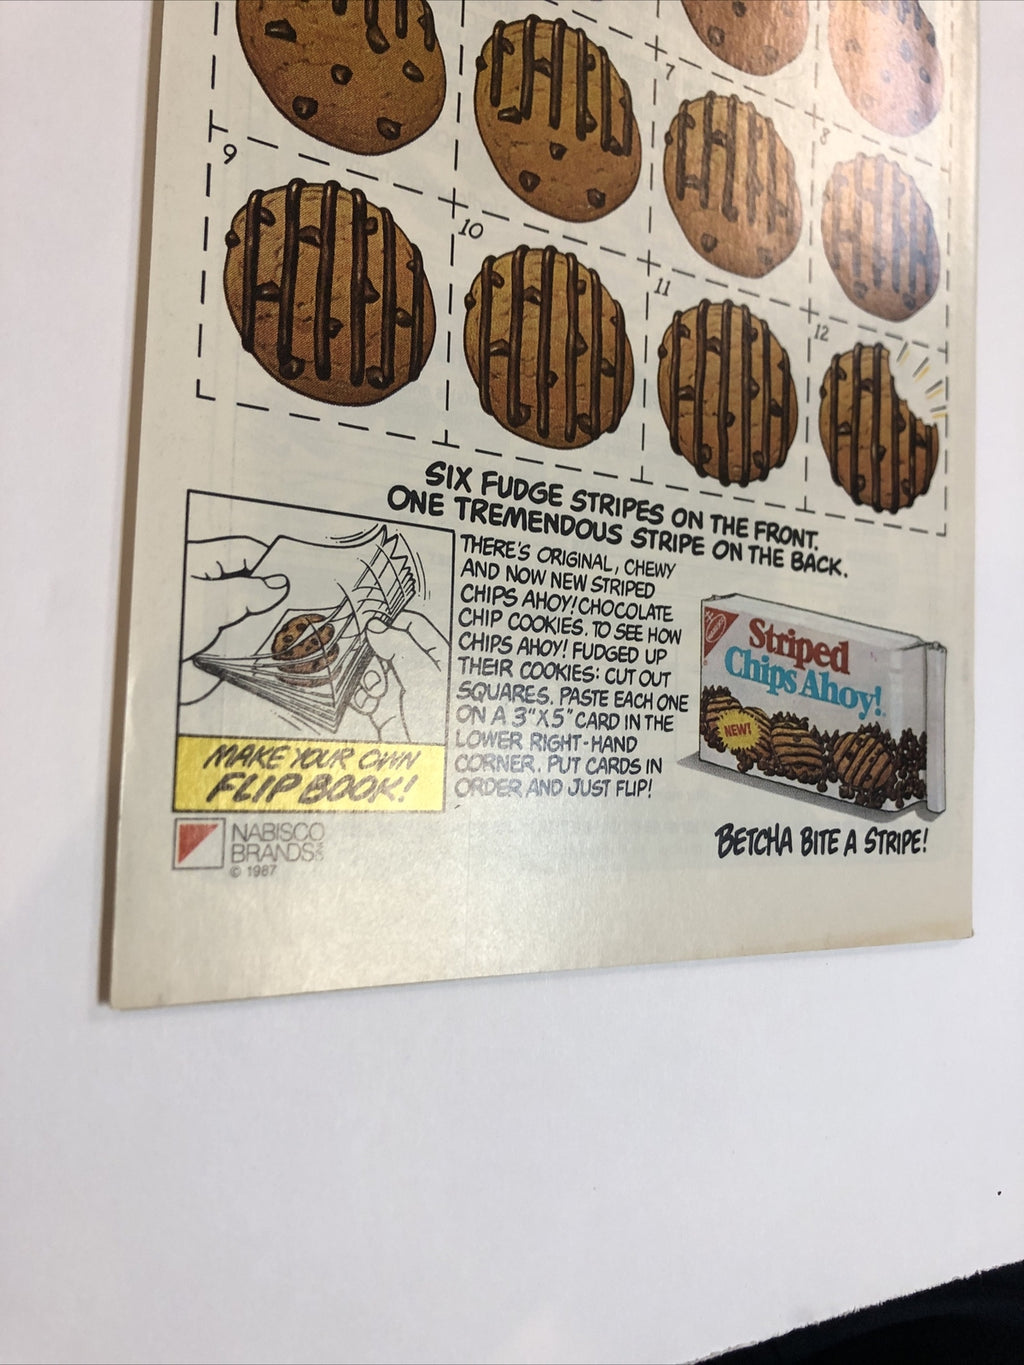 7
8
9
10
11
12
SIX FUDGE STRIPES ON THE FRONT.
ONE TREMENDOUS STRIPE ON THE BACK.
THERE'S ORIGINAL, CHEWY
AND NOW NEW STRIPED
CHIPS AHOY! CHOCOLATE
CHIP COOKIES. TO SEE HOW
CHIPS AHOY! FUDGED UP
THEIR COOKIES: CUT OUT
SQUARES. PASTE EACH ONE
ON A 3"X5" CARD IN THE
LOWER RIGHT-HAND
CORNER. PUT CARDS IN
ORDER AND JUST FLIP!
MAKE YOUR OWN
FLIP BOOK!
NABISCO
Striped
Chips Ahoy!
NEW!
BETCHA BITE A STRIPE!
NABISCO
BRANDS INC
© 1987